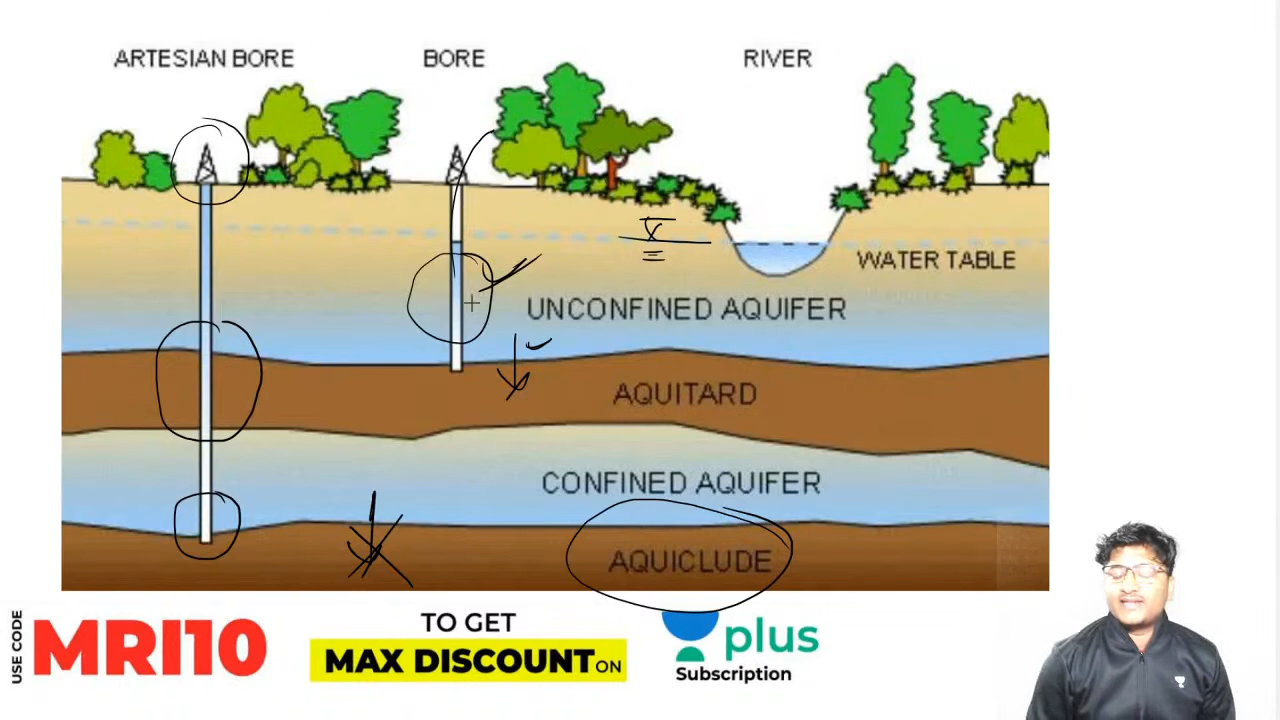 ARTESIAN BORE
BORE
RIVER
WATER TABLE
UNCONFINED AQUIFER
AQUITARD
CONFINED AQUIFER
AQUICLUDE
USE CODE
MRI10
TO GET
MAX DISCOUNT ON
plus
Subscription